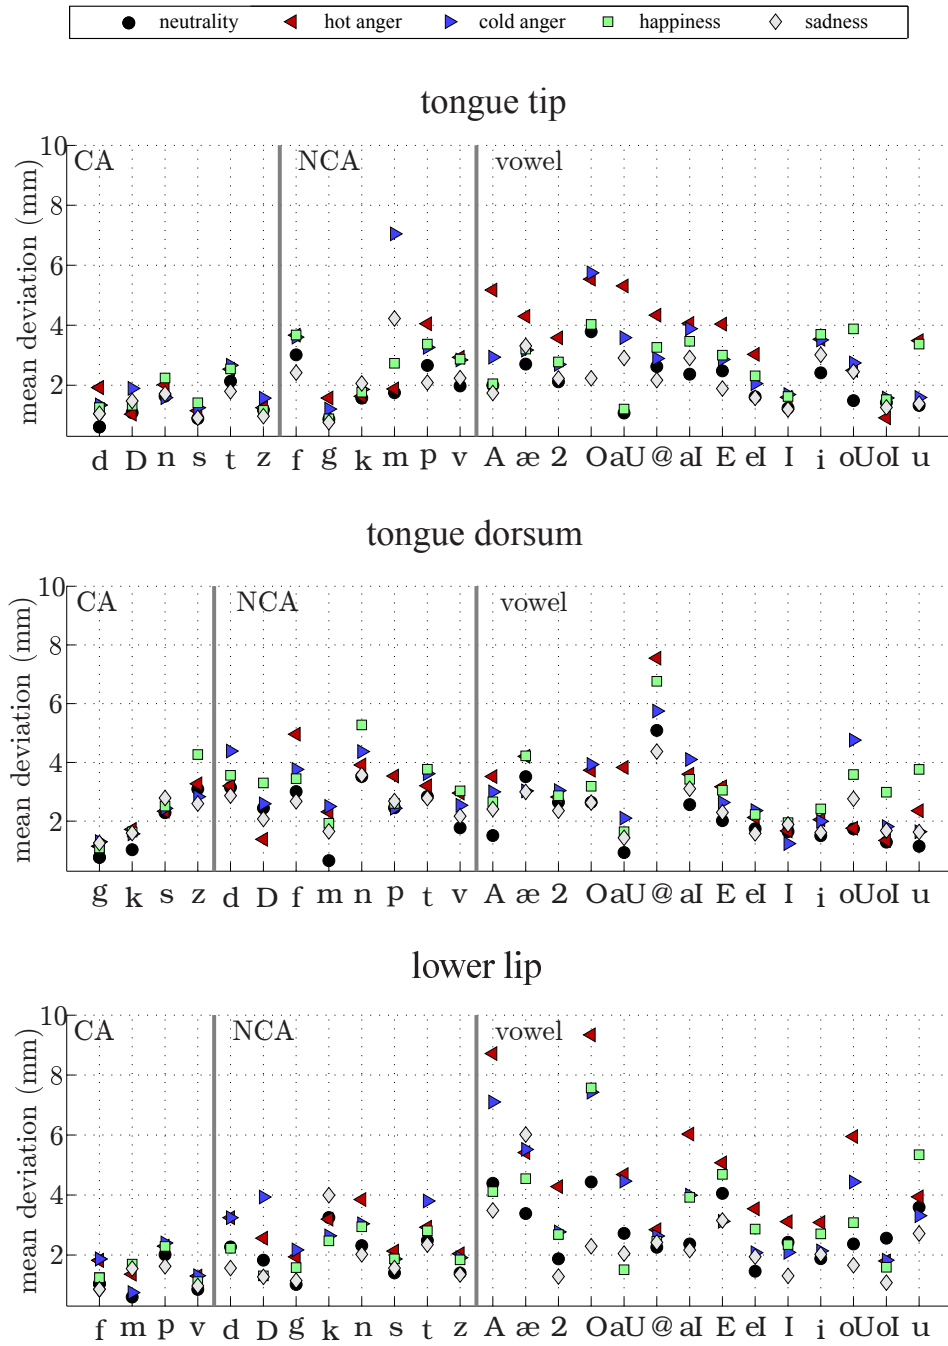 neutrality hot anger cold anger happiness sadness
tongue tip
mean deviation (mm)
10
8
6
4
2
CA NCA vowel
d D n s t z f g k m p v A æ 2 O aU @ aI E eI I i oU oI u
tongue dorsum
mean deviation (mm)
10
8
6
4
2
CA NCA vowel
g k s z d D f m n p t v A æ 2 O aU @ aI E eI I i oU oI u
lower lip
mean deviation (mm)
10
8
6
4
2
CA NCA vowel
f m p v d D g k n s t z A æ 2 O aU @ aI E eI I i oU oI u